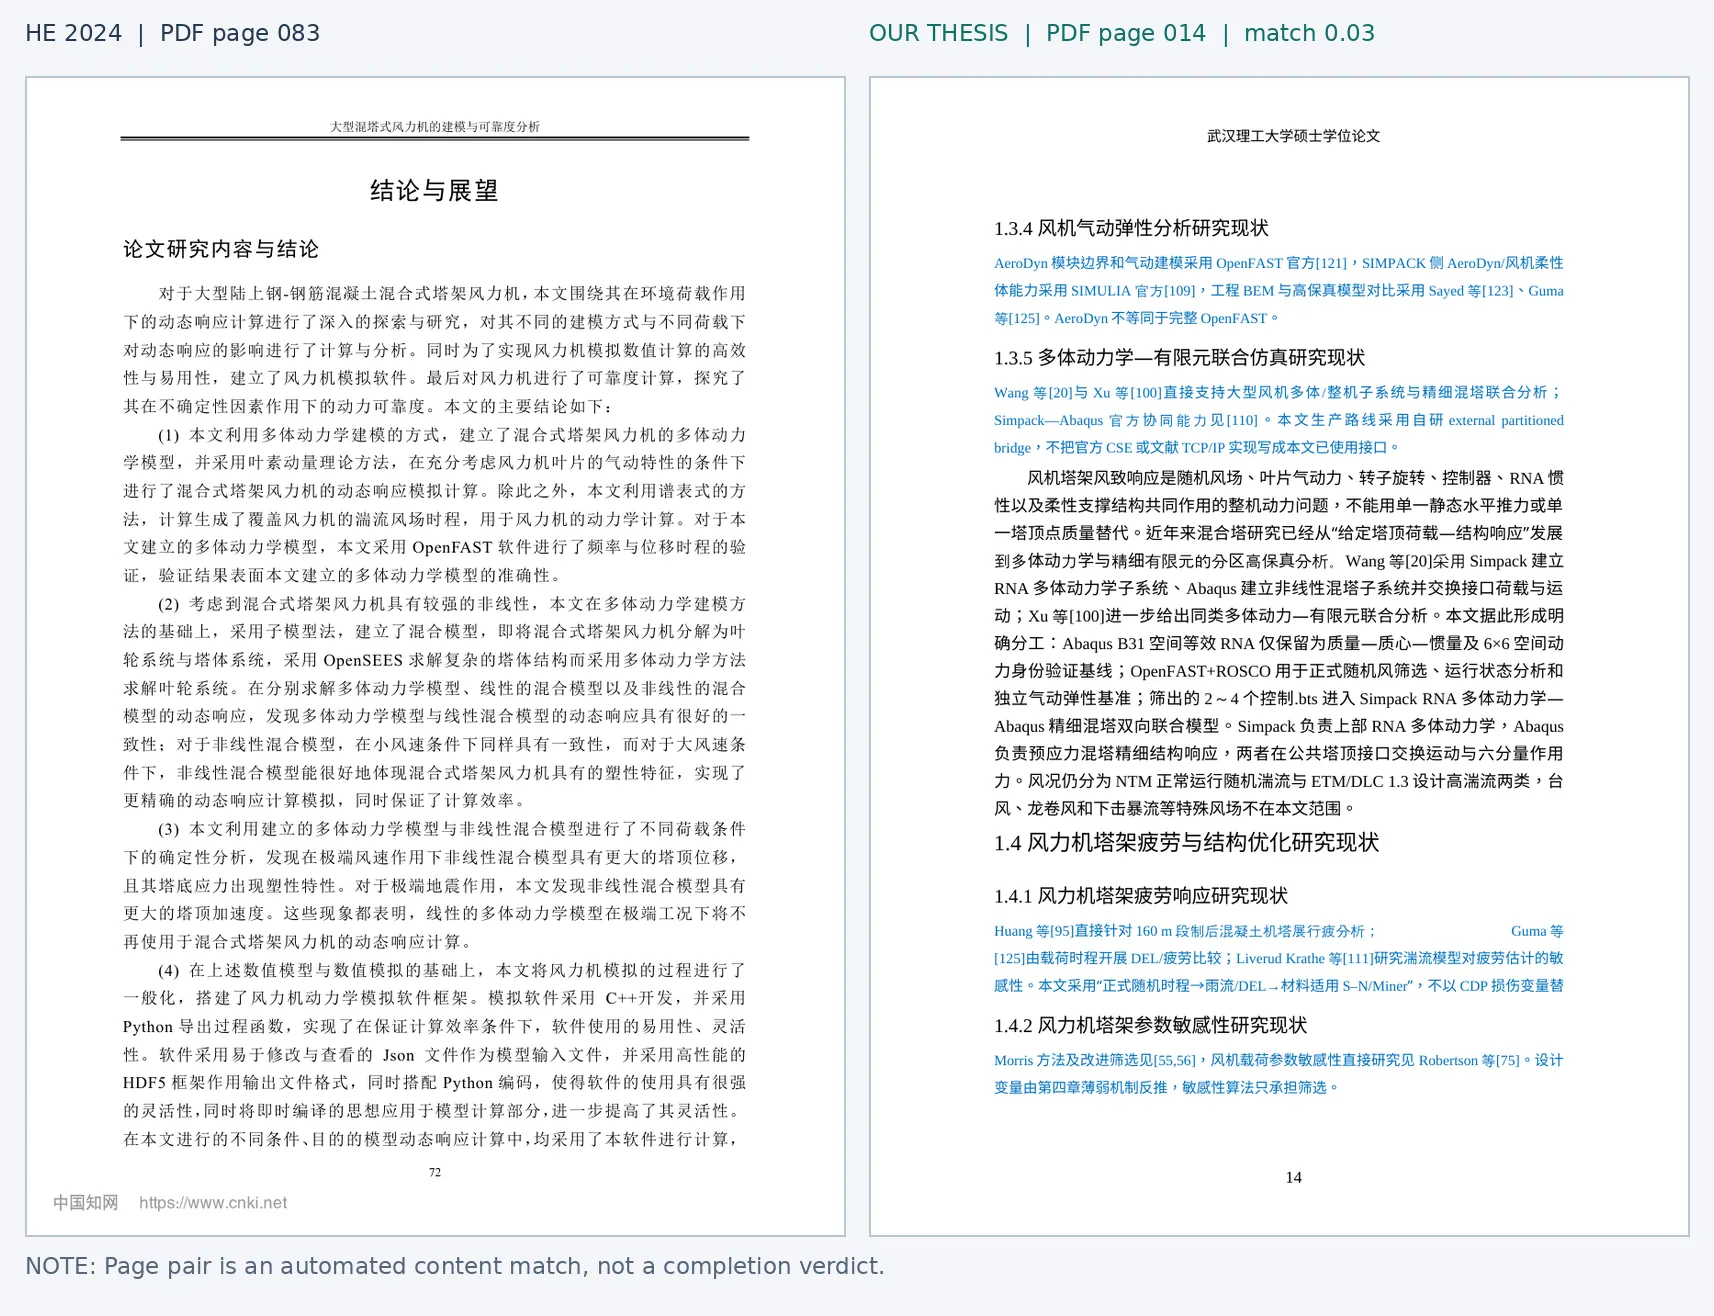 HE 2024 | PDF page 083
大型混塔式风力机的建模与可靠度分析
结论与展望
论文研究内容与结论
对于大型陆上钢-钢筋混凝土混合式塔架风力机，本文围绕其在环境荷载作用
下的动态响应计算进行了深入的探索与研究，对其不同的建模方式与不同荷载下
对动态响应的影响进行了计算与分析。同时为了实现风力机模拟数值计算的高效
性与易用性，建立了风力机模拟软件。最后对风力机进行了可靠度计算，探究了
其在不确定性因素作用下的动力可靠度。本文的主要结论如下：
(1) 本文利用多体动力学建模的方式，建立了混合式塔架风力机的多体动力
学模型，并采用叶素动量理论方法，在充分考虑风力机叶片的气动特性的条件下
进行了混合式塔架风力机的动态响应模拟计算。除此之外，本文利用谱表式的方
法，计算生成了覆盖风力机的湍流风场时程，用于风力机的动力学计算。对于本
文建立的多体动力学模型，本文采用 OpenFAST 软件进行了频率与位移时程的验
证，验证结果表面本文建立的多体动力学模型的准确性。
(2) 考虑到混合式塔架风力机具有较强的非线性，本文在多体动力学建模方
法的基础上，采用子模型法，建立了混合模型，即将混合式塔架风力机分解为叶
轮系统与塔体系统，采用 OpenSEES 求解复杂的塔体结构而采用多体动力学方法
求解叶轮系统。在分别求解多体动力学模型、线性的混合模型以及非线性的混合
模型的动态响应，发现多体动力学模型与线性混合模型的动态响应具有很好的一
致性；对于非线性混合模型，在小风速条件下同样具有一致性，而对于大风速条
件下，非线性混合模型能很好地体现混合式塔架风力机具有的塑性特征，实现了
更精确的动态响应计算模拟，同时保证了计算效率。
(3) 本文利用建立的多体动力学模型与非线性混合模型进行了不同荷载条件
下的确定性分析，发现在极端风速作用下非线性混合模型具有更大的塔顶位移，
且其塔底应力出现塑性特性。对于极端地震作用，本文发现非线性混合模型具有
更大的塔顶加速度。这些现象都表明，线性的多体动力学模型在极端工况下将不
再使用于混合式塔架风力机的动态响应计算。
(4) 在上述数值模型与数值模拟的基础上，本文将风力机模拟的过程进行了
一般化，搭建了风力机动力学模拟软件框架。模拟软件采用 C++开发，并采用
Python 导出过程函数，实现了在保证计算效率条件下，软件使用的易用性、灵活
性。软件采用易于修改与查看的 Json 文件作为模型输入文件，并采用高性能的
HDF5 框架作用输出文件格式，同时搭配 Python 编码，使得软件的使用具有很强
的灵活性，同时将即时编译的思想应用于模型计算部分，进一步提高了其灵活性。
在本文进行的不同条件、目的的模型动态响应计算中，均采用了本软件进行计算，
72
中国知网 https://www.cnki.net
OUR THESIS | PDF page 014 | match 0.03
武汉理工大学硕士学位论文
1.3.4 风机气动弹性分析研究现状
AeroDyn 模块边界和气动建模采用 OpenFAST 官方[121]，SIMPACK 侧 AeroDyn/风机柔性
体能力采用 SIMULIA 官方[109]，工程 BEM 与高保真模型对比采用 Sayed 等[123]、Guma
等[125]。AeroDyn 不等同于完整 OpenFAST。
1.3.5 多体动力学—有限元联合仿真研究现状
Wang 等[20]与 Xu 等[100]直接支持大型风机多体/整机子系统与精细混塔联合分析；
Simpack—Abaqus 官方协同能力见[110]。本文生产路线采用自研 external partitioned
bridge，不把官方 CSE 或文献 TCP/IP 实现写成本文已使用接口。
风机塔架风致响应是随机风场、叶片气动力、转子旋转、控制器、RNA 惯
性以及柔性支撑结构共同作用的整机动力问题，不能用单一静态水平推力或单
一塔顶点质量替代。近年来混合塔研究已经从“给定塔顶荷载—结构响应”发展
到多体动力学与精细有限元的分区高保真分析。Wang 等[20]采用 Simpack 建立
RNA 多体动力学子系统、Abaqus 建立非线性混塔子系统并交换接口荷载与运
动；Xu 等[100]进一步给出同类多体动力—有限元联合分析。本文据此形成明
确分工：Abaqus B31 空间等效 RNA 仅保留为质量—质心—惯量及 6×6 空间动
力身份验证基线；OpenFAST+ROSCO 用于正式随机风筛选、运行状态分析和
独立气动弹性基准；筛出的 2～4 个控制.bts 进入 Simpack RNA 多体动力学—
Abaqus 精细混塔双向联合模型。Simpack 负责上部 RNA 多体动力学，Abaqus
负责预应力混塔精细结构响应，两者在公共塔顶接口交换运动与六分量作用
力。风况仍分为 NTM 正常运行随机湍流与 ETM/DLC 1.3 设计高湍流两类，台
风、龙卷风和下击暴流等特殊风场不在本文范围。
1.4 风力机塔架疲劳与结构优化研究现状
1.4.1 风力机塔架疲劳响应研究现状
Huang 等[95]直接针对 160 m 段制后混凝土机塔展行疲分析； Guma 等
[125]由载荷时程开展 DEL/疲劳比较；Liverud Krathe 等[111]研究湍流模型对疲劳估计的敏
感性。本文采用“正式随机时程→雨流/DEL→材料适用 S–N/Miner”，不以 CDP 损伤变量替
1.4.2 风力机塔架参数敏感性研究现状
Morris 方法及改进筛选见[55,56]，风机载荷参数敏感性直接研究见 Robertson 等[75]。设计
变量由第四章薄弱机制反推，敏感性算法只承担筛选。
14
NOTE: Page pair is an automated content match, not a completion verdict.